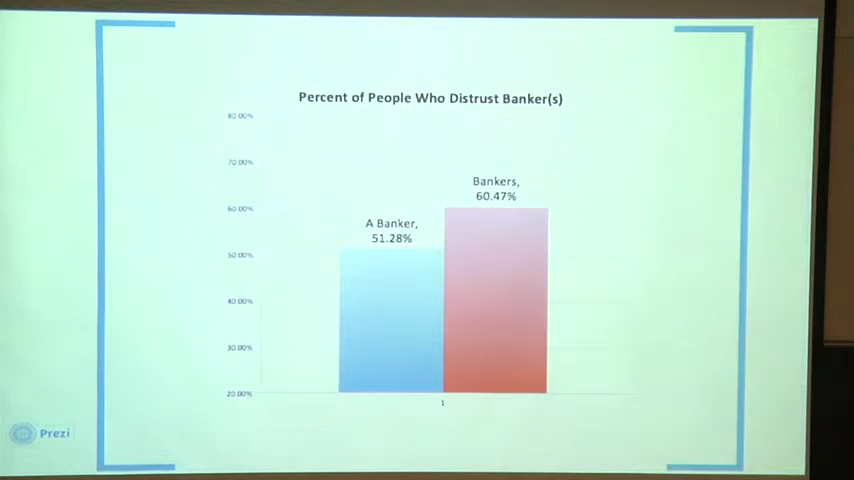 Percent of People Who Distrust Banker(s)
80.00%
70.00%
60.00%
50.00%
40.00%
30.00%
20.00%
A Banker,
51.28%
Bankers,
60.47%
1
Prezi